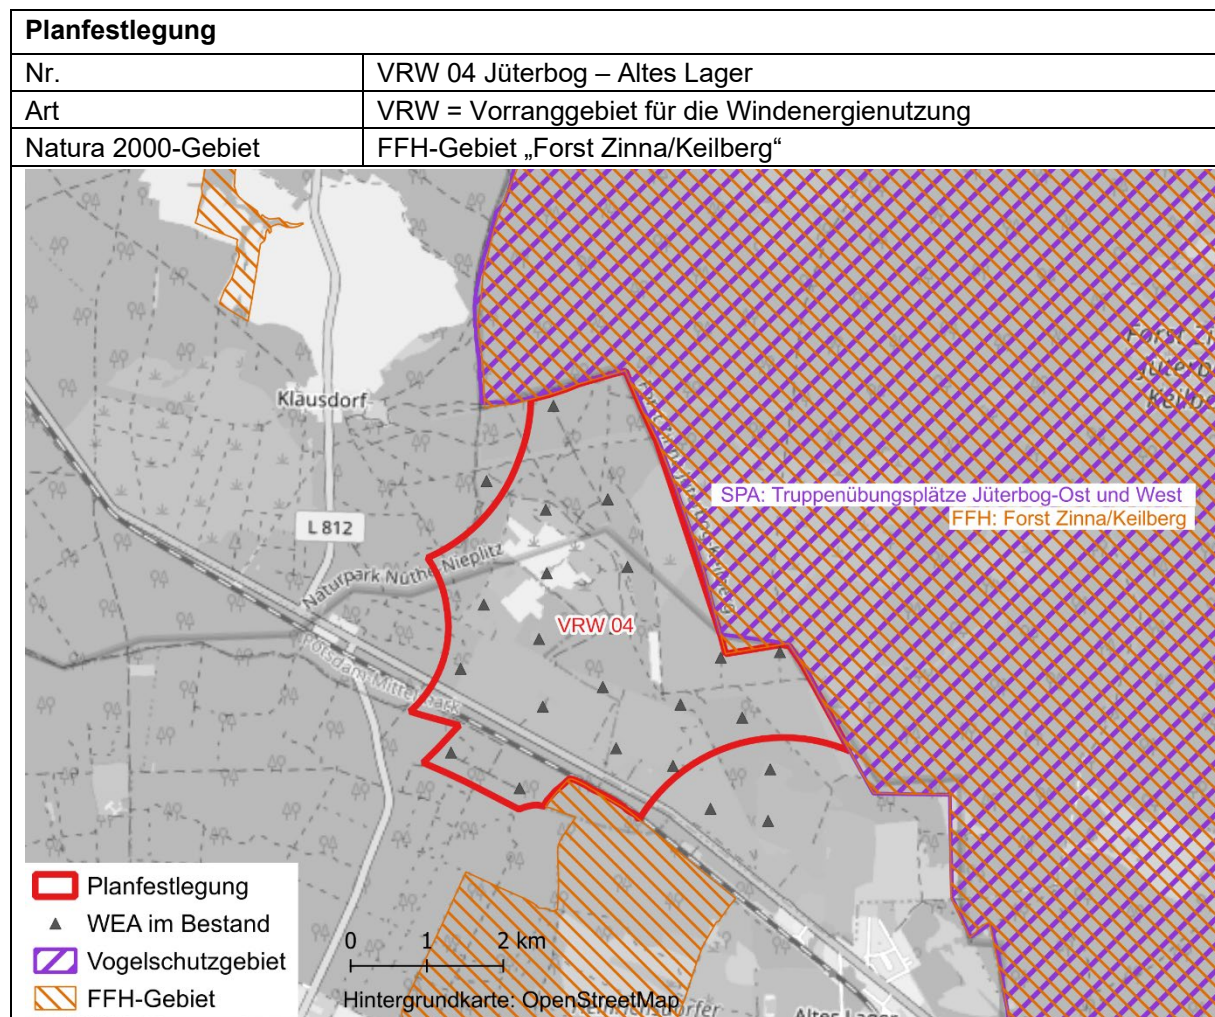 Planfestlegung
Nr. VRW 04 Jüterbog – Altes Lager
Art VRW = Vorranggebiet für die Windenergienutzung
Natura 2000-Gebiet FFH-Gebiet „Forst Zinna/Keilberg“
Klausdorf
L 812
Naturpark Nuthe-Nieplitz
Potsdam-Mittelmark
VRW 04
SPA: Truppenübungsplätze Jüterbog-Ost und West
FFH: Forst Zinna/Keilberg
Planfestlegung
WEA im Bestand
Vogelschutzgebiet
FFH-Gebiet
0 1 2 km
Hintergrundkarte: OpenStreetMap
Altes Lager